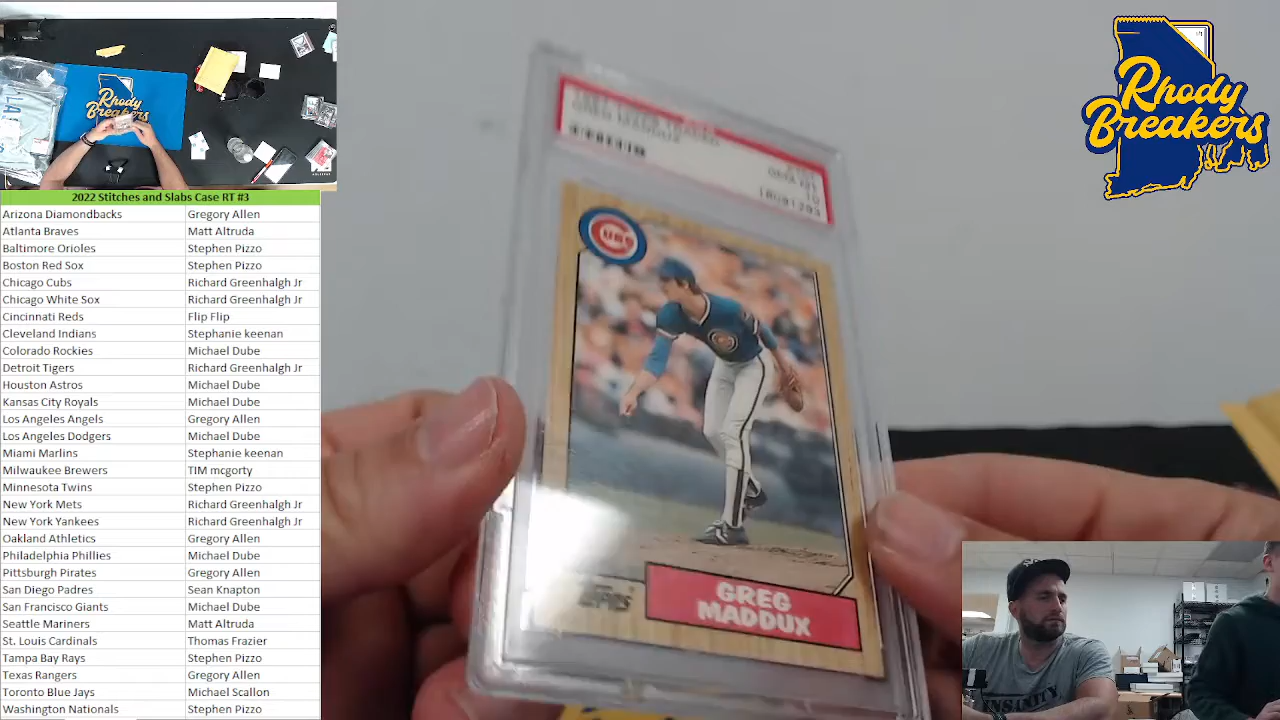 Rhody
Breakers
Rhody
Breakers
2022 Stitches and Slabs Case RT #3
Arizona Diamondbacks Gregory Allen
Atlanta Braves Matt Altruda
Baltimore Orioles Stephen Pizzo
Boston Red Sox Stephen Pizzo
Chicago Cubs Richard Greenhalgh Jr
Chicago White Sox Richard Greenhalgh Jr
Cincinnati Reds Flip Flip
Cleveland Indians Stephanie keenan
Colorado Rockies Michael Dube
Detroit Tigers Richard Greenhalgh Jr
Houston Astros Michael Dube
Kansas City Royals Michael Dube
Los Angeles Angels Gregory Allen
Los Angeles Dodgers Michael Dube
Miami Marlins Stephanie keenan
Milwaukee Brewers TIM mcgorty
Minnesota Twins Stephen Pizzo
New York Mets Richard Greenhalgh Jr
New York Yankees Richard Greenhalgh Jr
Oakland Athletics Gregory Allen
Philadelphia Phillies Michael Dube
Pittsburgh Pirates Gregory Allen
San Diego Padres Sean Knapton
San Francisco Giants Michael Dube
Seattle Mariners Matt Altruda
St. Louis Cardinals Thomas Frazier
Tampa Bay Rays Stephen Pizzo
Texas Rangers Gregory Allen
Toronto Blue Jays Michael Scallon
Washington Nationals Stephen Pizzo
GREG MADDUX
10
CUBS
TOPPS
GREG
MADDUX
INSANITY